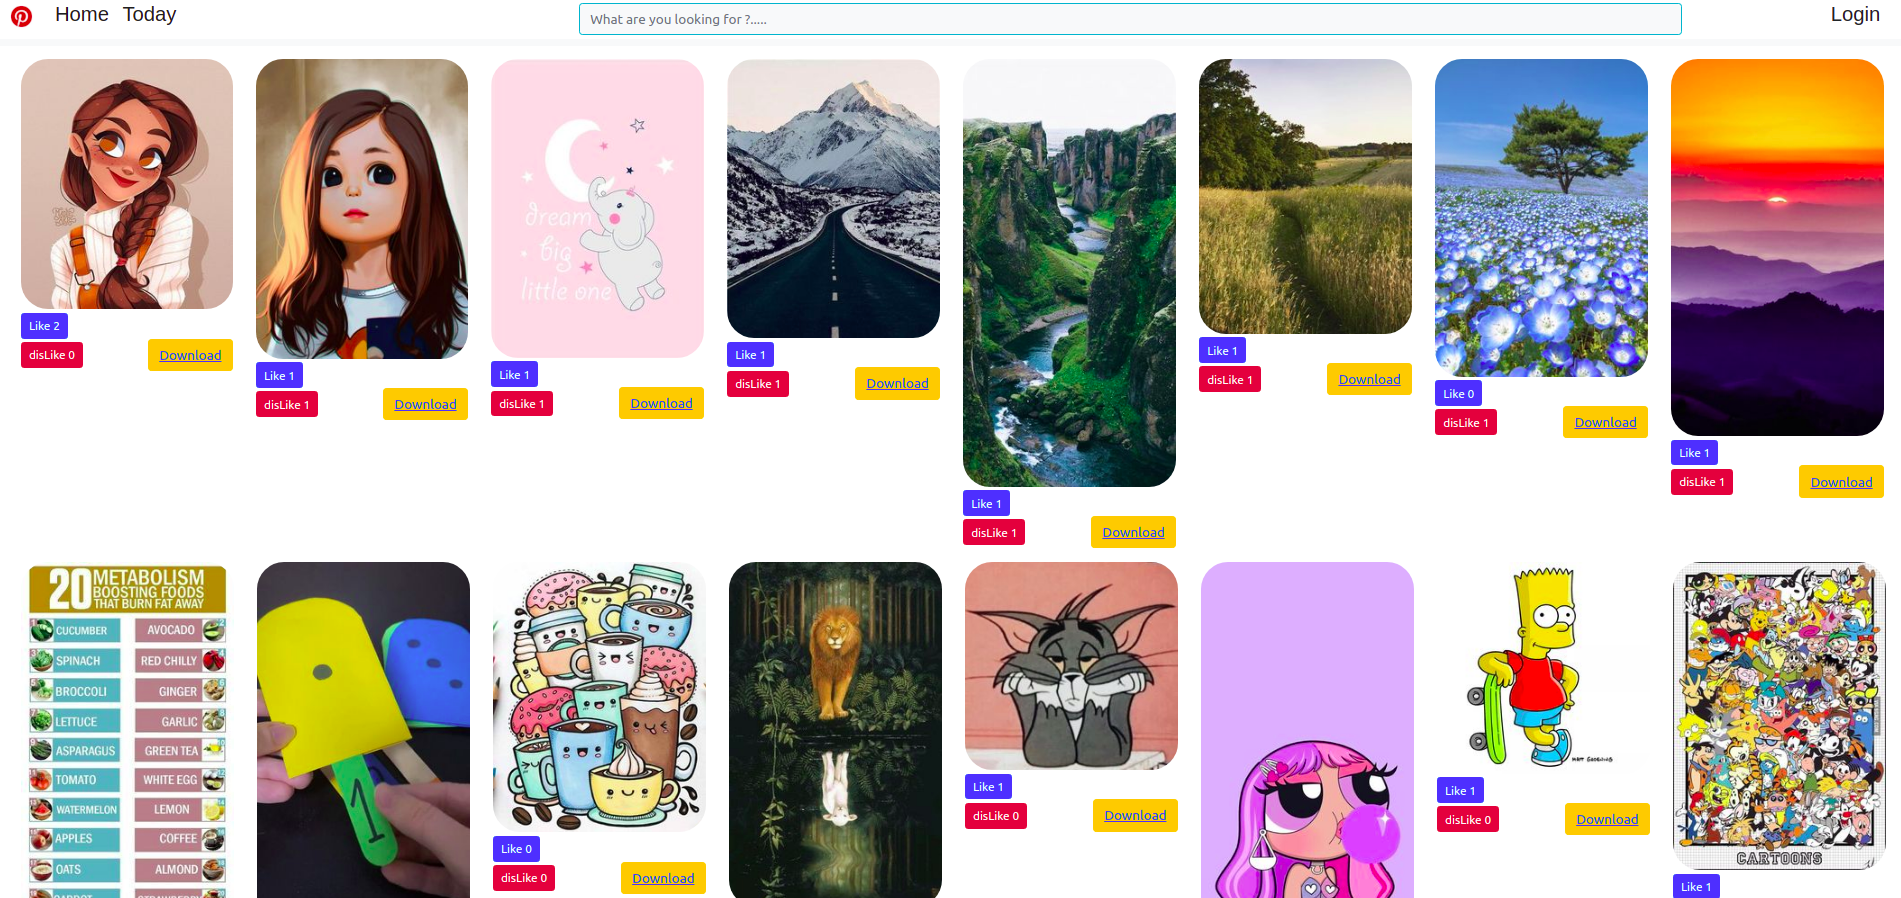 Home Today
What are you looking for ?.....
Login
dream
big
little one
Like 2
disLike 0
Download
Like 1
disLike 1
Download
Like 1
disLike 1
Download
Like 1
disLike 1
Download
Like 1
disLike 1
Download
Like 1
disLike 1
Download
Like 0
disLike 1
Download
Like 1
disLike 1
Download
20 METABOLISM
BOOSTING FOODS
THAT BURN FAT AWAY
CUCUMBER AVOCADO
SPINACH RED CHILLY
BROCCOLI GINGER
LETTUCE GARLIC
ASPARAGUS GREEN TEA
TOMATO WHITE EGG
WATERMELON LEMON
APPLES COFFEE
OATS ALMOND
1
Like 0
disLike 0
Download
Like 1
disLike 0
Download
Like 1
disLike 0
Download
CARTOONS
Like 1